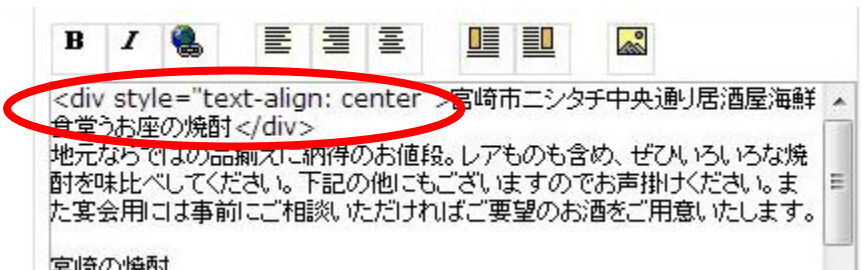 B I
<div style="text-align: center">宮崎市ニシタチ中央通り居酒屋海鮮
食堂うお座の焼酎</div>
地元ならではの品揃えに納得のお値段。レアものも含め、ぜひいろいろな焼
酎を味比べしてください。下記の他にもございますのでお声掛けください。ま
た宴会用には事前にご相談いただければご要望のお酒をご用意いたします。
宮崎の焼酎